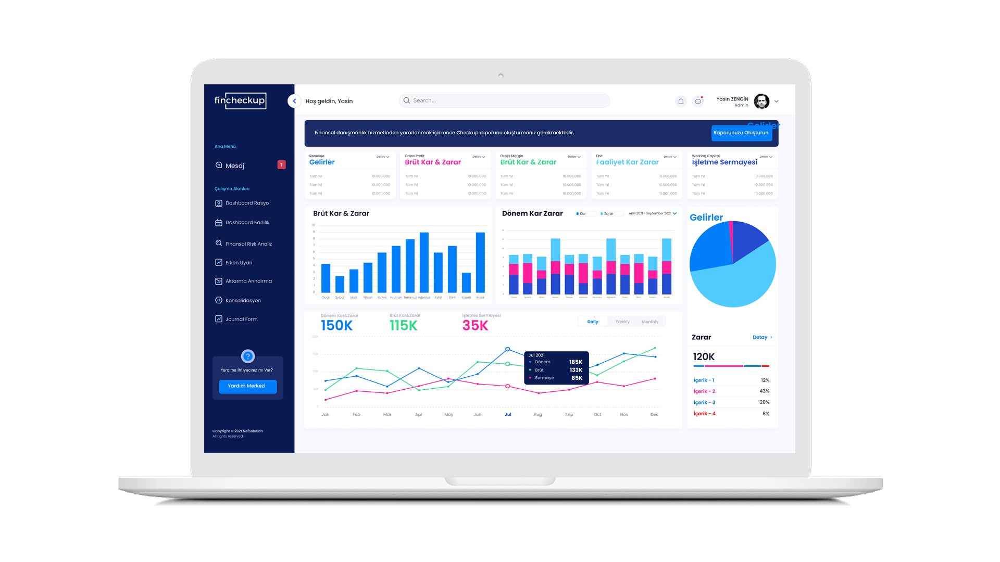 fincheckup
Hoş geldin, Yasin
Search...
Yasin ZENGİN
Admin
Gelirler
Finansal danışmanlık hizmetinden yararlanmak için önce Checkup raporunu oluşturmanız gerekmektedir.
Raporunuzu Oluşturun
Ana Menü
Mesaj 1
Çalışma Alanları
Dashboard Rasyo
Dashboard Karlılık
Finansal Risk Analiz
Erken Uyarı
Aktarma Arındırma
Konsolidasyon
Journal Form
?
Yardıma İhtiyacınız mı Var?
Yardım Merkezi
Copyright © 2021 NefSolution
All rights reserved.
Renevue Detay
Gelirler
Tüm Yıl 10.000,000
Tüm Yıl 10.000,000
Tüm Yıl 10.000,000
Gross Profit Detay
Brüt Kar & Zarar
Tüm Yıl 10.000,000
Tüm Yıl 10.000,000
Tüm Yıl 10.000,000
Gross Margin Detay
Brüt Kar & Zarar
Tüm Yıl 10.000,000
Tüm Yıl 10.000,000
Tüm Yıl 10.000,000
Ebit Detay
Faaliyet Kar Zarar
Tüm Yıl 10.000,000
Tüm Yıl 10.000,000
Tüm Yıl 10.000,000
Working Capital Detay
İşletme Sermayesi
Tüm Yıl 10.000,000
Tüm Yıl 10.000,000
Tüm Yıl 10.000,000
Brüt Kar & Zarar
10
9
8
7
6
5
4
3
2
1
0
Ocak Şubat Mart Nisan Mayıs Haziran Temmuz Ağustos Eylül Ekim Kasım Aralık
Dönem Kar Zarar
Kar Zarar April 2021 - September 2021
Ocak Şubat Mart Nisan Mayıs Haziran Temmuz Ağustos Eylül Ekim Kasım Aralık
Gelirler
Dönem Kar&Zarar
150K
Brüt Kar&Zarar
115K
İşletme Sermayesi
35K
Daily Weekly Monthly
200k
150k
100k
50k
0
Jul 2021
Dönem 185K
Brüt 133K
Sermaye 85K
Jan Feb Mar Apr May Jun Jul Aug Sep Oct Nov Dec
Zarar Detay
120K
İçerik - 1 12%
İçerik - 2 43%
İçerik - 3 20%
İçerik - 4 8%